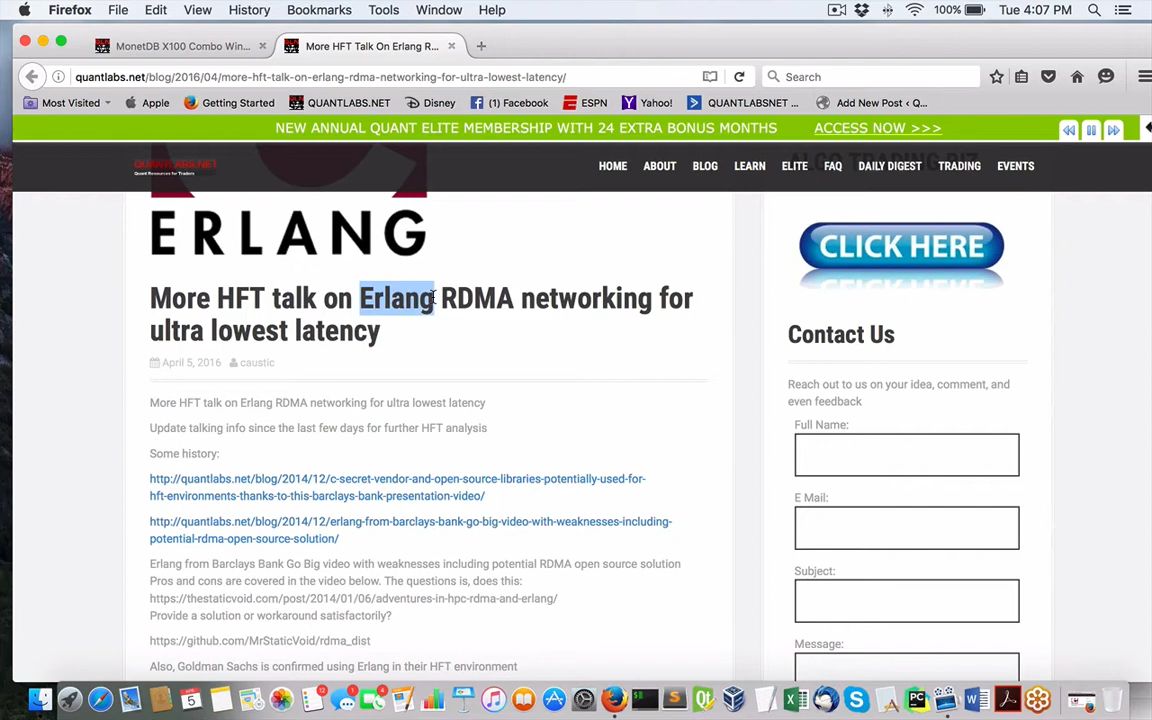 Firefox File Edit View History Bookmarks Tools Window Help 100% Tue 4:07 PM
MonetDB X100 Combo Win... × More HFT Talk On Erlang R... × +
quantlabs.net/blog/2016/04/more-hft-talk-on-erlang-rdma-networking-for-ultra-lowest-latency/ Search
Most Visited Apple Getting Started QUANTLABS.NET Disney (1) Facebook ESPN Yahoo! QUANTLABSNET ... Add New Post ‹ Q...
NEW ANNUAL QUANT ELITE MEMBERSHIP WITH 24 EXTRA BONUS MONTHS ACCESS NOW >>>
QUANTLABS.NET
Quant Resources for Traders
HOME ABOUT BLOG LEARN ELITE FAQ DAILY DIGEST TRADING EVENTS
ERLANG
More HFT talk on Erlang RDMA networking for
ultra lowest latency
April 5, 2016 caustic
More HFT talk on Erlang RDMA networking for ultra lowest latency
Update talking info since the last few days for further HFT analysis
Some history:
http://quantlabs.net/blog/2014/12/c-secret-vendor-and-open-source-libraries-potentially-used-for-
hft-environments-thanks-to-this-barclays-bank-presentation-video/
http://quantlabs.net/blog/2014/12/erlang-from-barclays-bank-go-big-video-with-weaknesses-including-
potential-rdma-open-source-solution/
Erlang from Barclays Bank Go Big video with weaknesses including potential RDMA open source solution
Pros and cons are covered in the video below. The questions is, does this:
https://thestaticvoid.com/post/2014/01/06/adventures-in-hpc-rdma-and-erlang/
Provide a solution or workaround satisfactorily?
https://github.com/MrStaticVoid/rdma_dist
Also, Goldman Sachs is confirmed using Erlang in their HFT environment
CLICK HERE
Contact Us
Reach out to us on your idea, comment, and
even feedback
Full Name:
E Mail:
Subject:
Message: